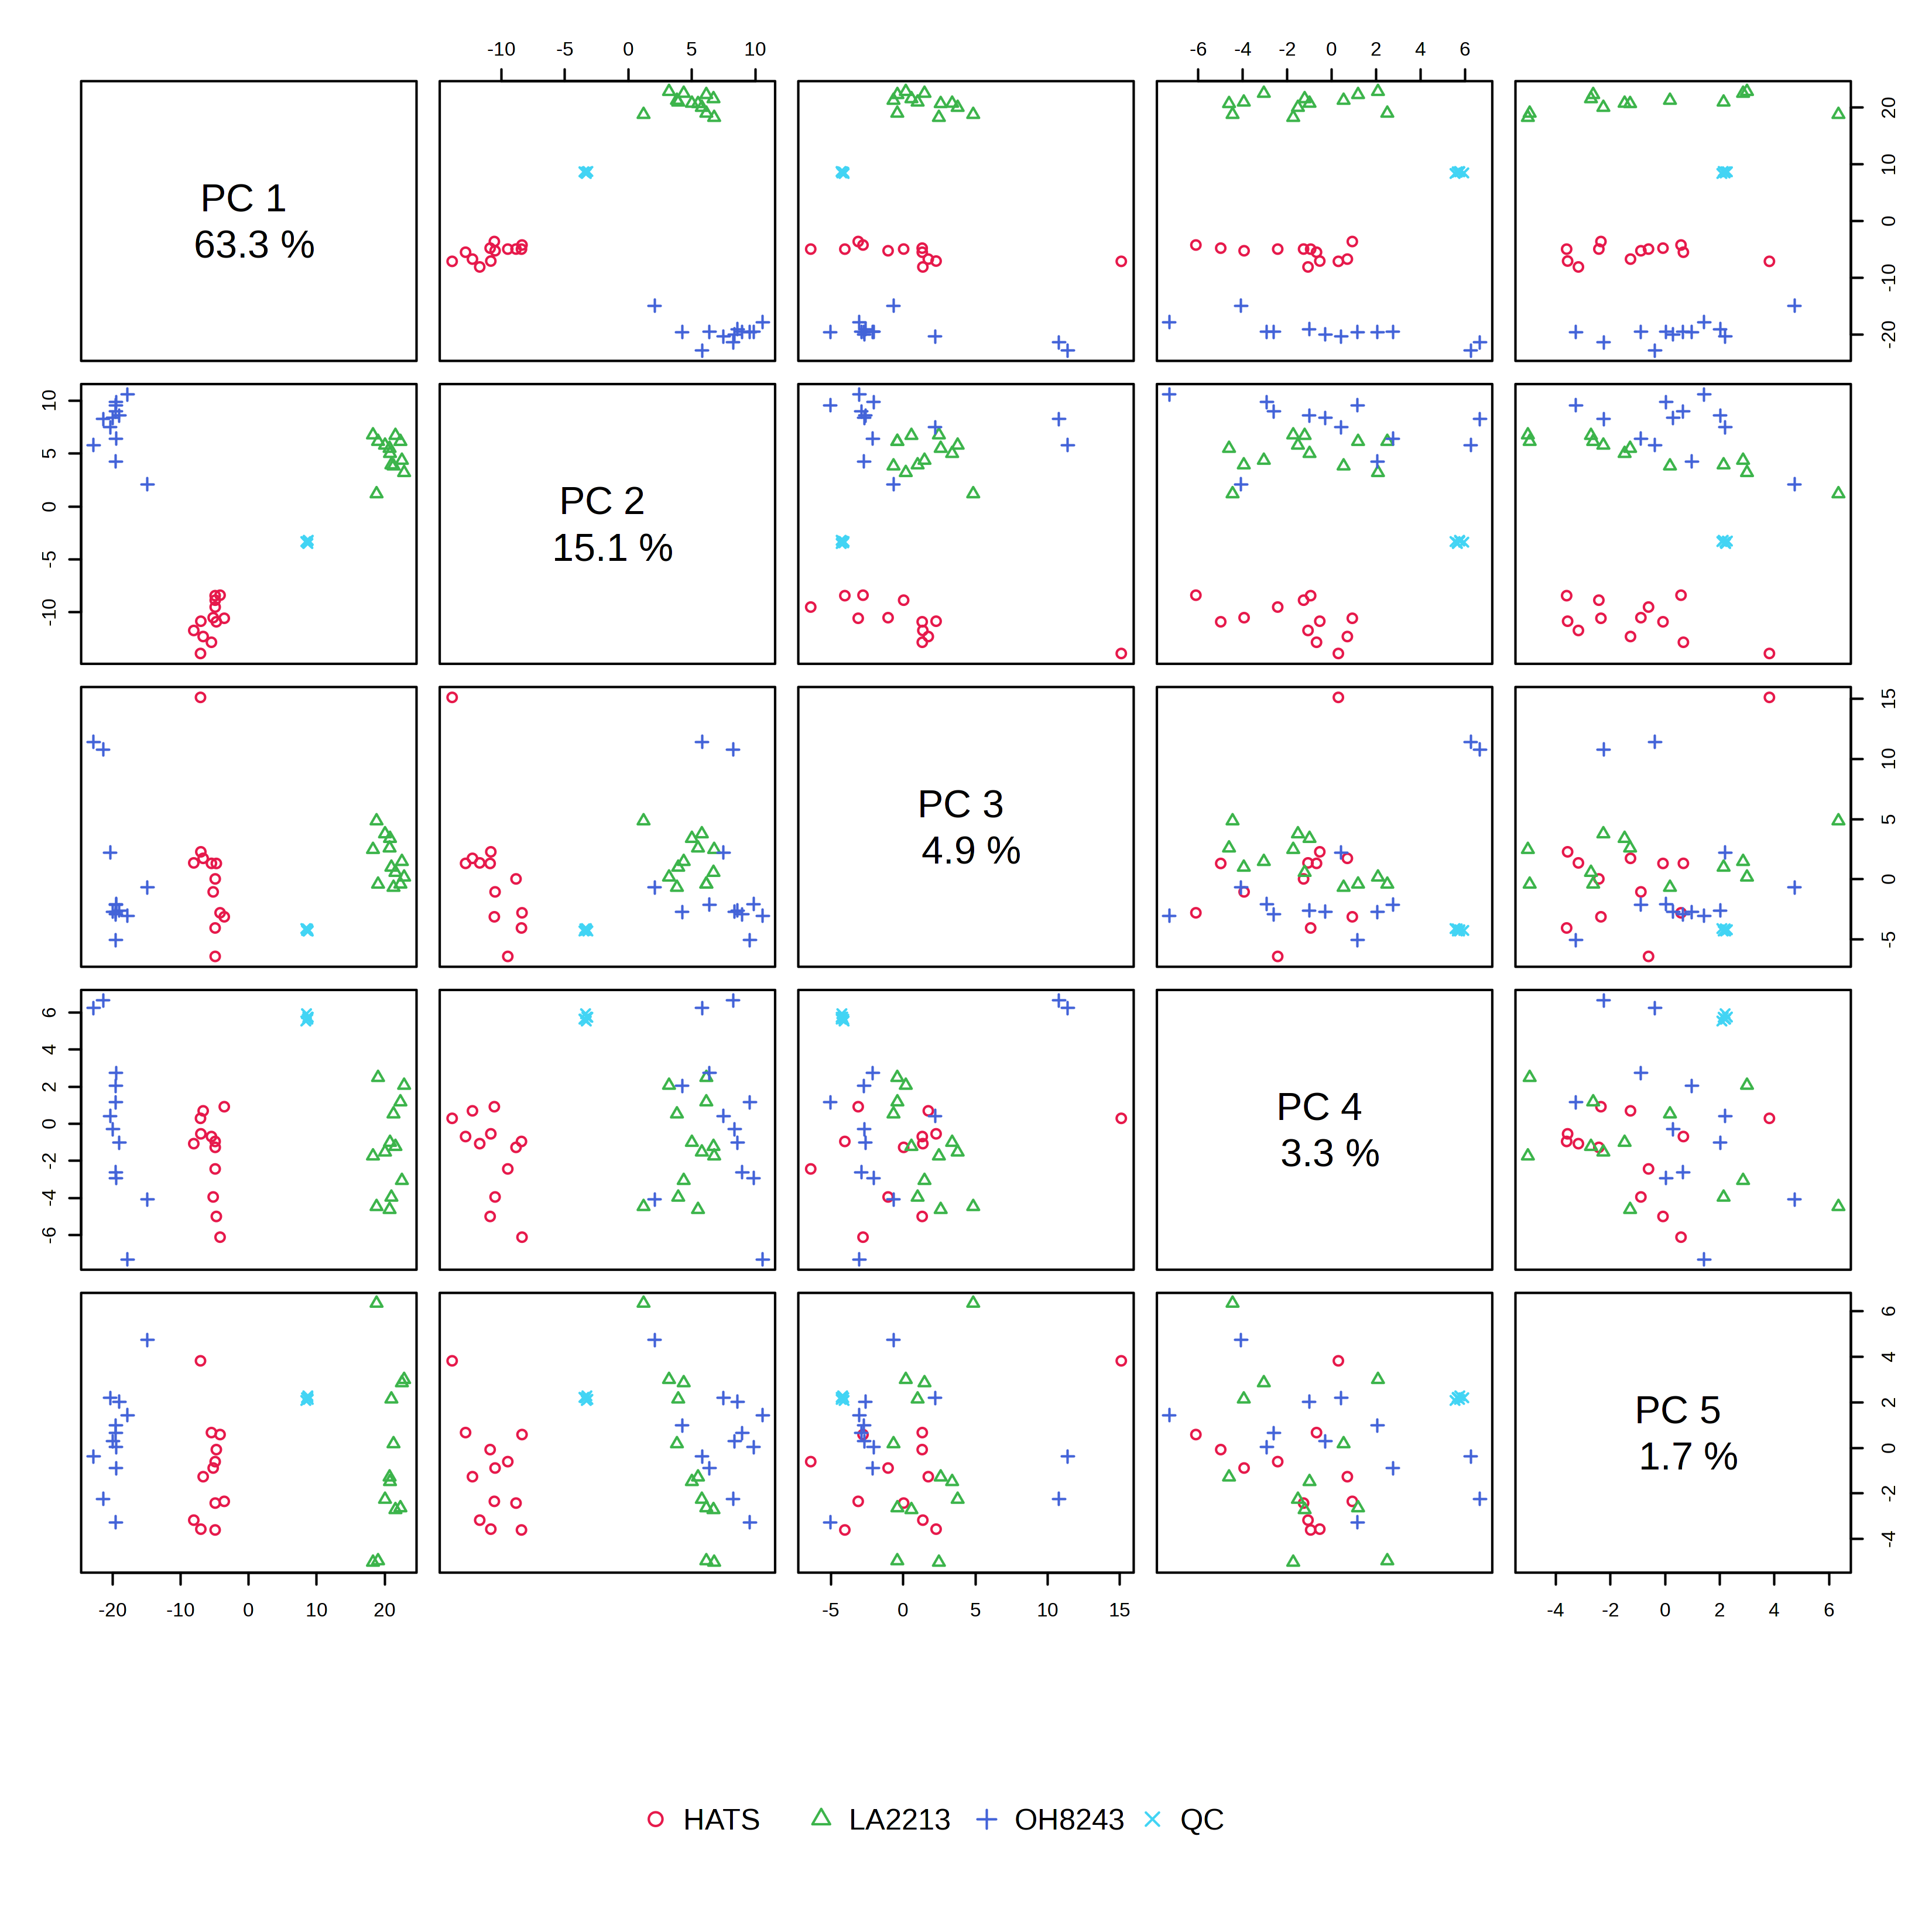 -10 -5 0 5 10 -6 -4 -2 0 2 4 6
PC 1
63.3 %
20 10 0 -10 -20
10 5 0 -5 -10
PC 2
15.1 %
PC 3
4.9 %
15 10 5 0 -5
6 4 2 0 -2 -4 -6
PC 4
3.3 %
PC 5
1.7 %
6 4 2 0 -2 -4
-20 -10 0 10 20 -5 0 5 10 15 -4 -2 0 2 4 6
HATS LA2213 OH8243 QC